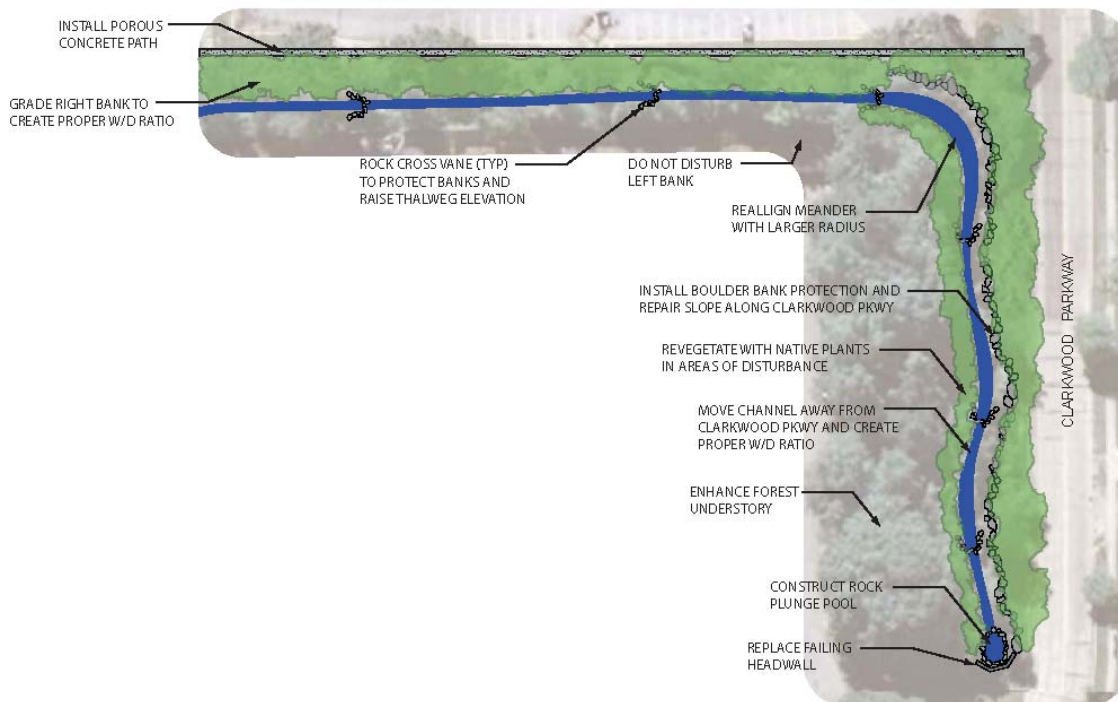 INSTALL POROUS
CONCRETE PATH
GRADE RIGHT BANK TO
CREATE PROPER W/D RATIO
ROCK CROSS VANE (TYP)
TO PROTECT BANKS AND
RAISE THALWEG ELEVATION
DO NOT DISTURB
LEFT BANK
REALLIGN MEANDER
WITH LARGER RADIUS
INSTALL BOULDER BANK PROTECTION AND
REPAIR SLOPE ALONG CLARKWOOD PKWY
REVEGETATE WITH NATIVE PLANTS
IN AREAS OF DISTURBANCE
MOVE CHANNEL AWAY FROM
CLARKWOOD PKWY AND CREATE
PROPER W/D RATIO
ENHANCE FOREST
UNDERSTORY
CONSTRUCT ROCK
PLUNGE POOL
REPLACE FAILING
HEADWALL
CLARKWOOD PARKWAY